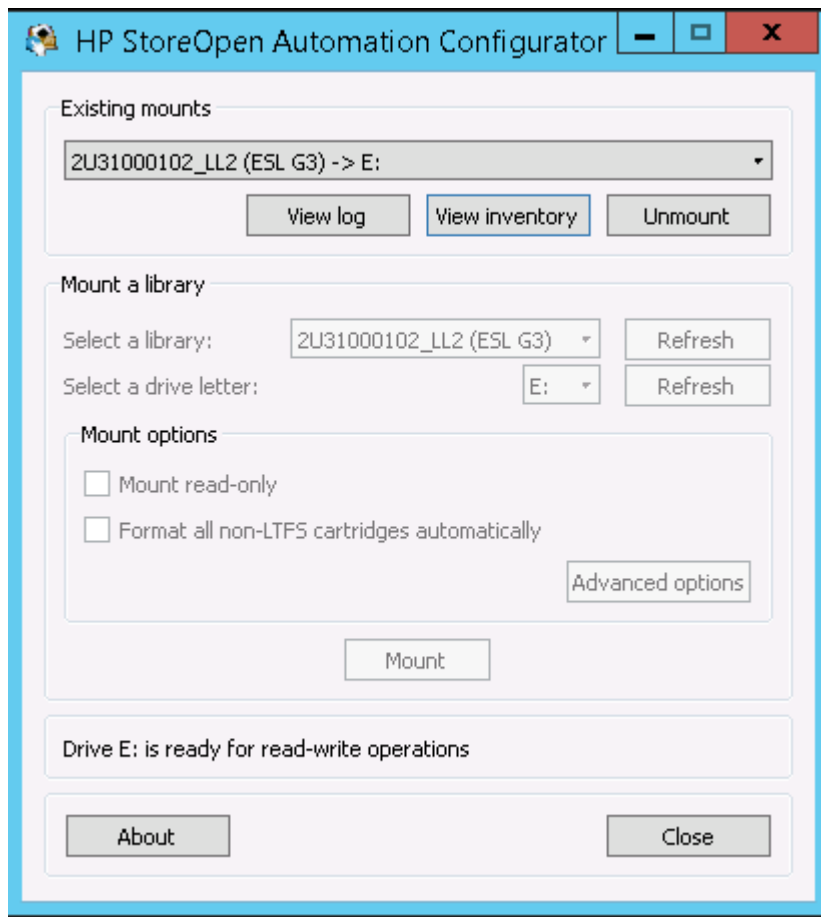 HP StoreOpen Automation Configurator
Existing mounts
2U31000102_LL2 (ESL G3) -> E:
View log View inventory Unmount
Mount a library
Select a library: 2U31000102_LL2 (ESL G3) Refresh
Select a drive letter: E: Refresh
Mount options
Mount read-only
Format all non-LTFS cartridges automatically
Advanced options
Mount
Drive E: is ready for read-write operations
About Close